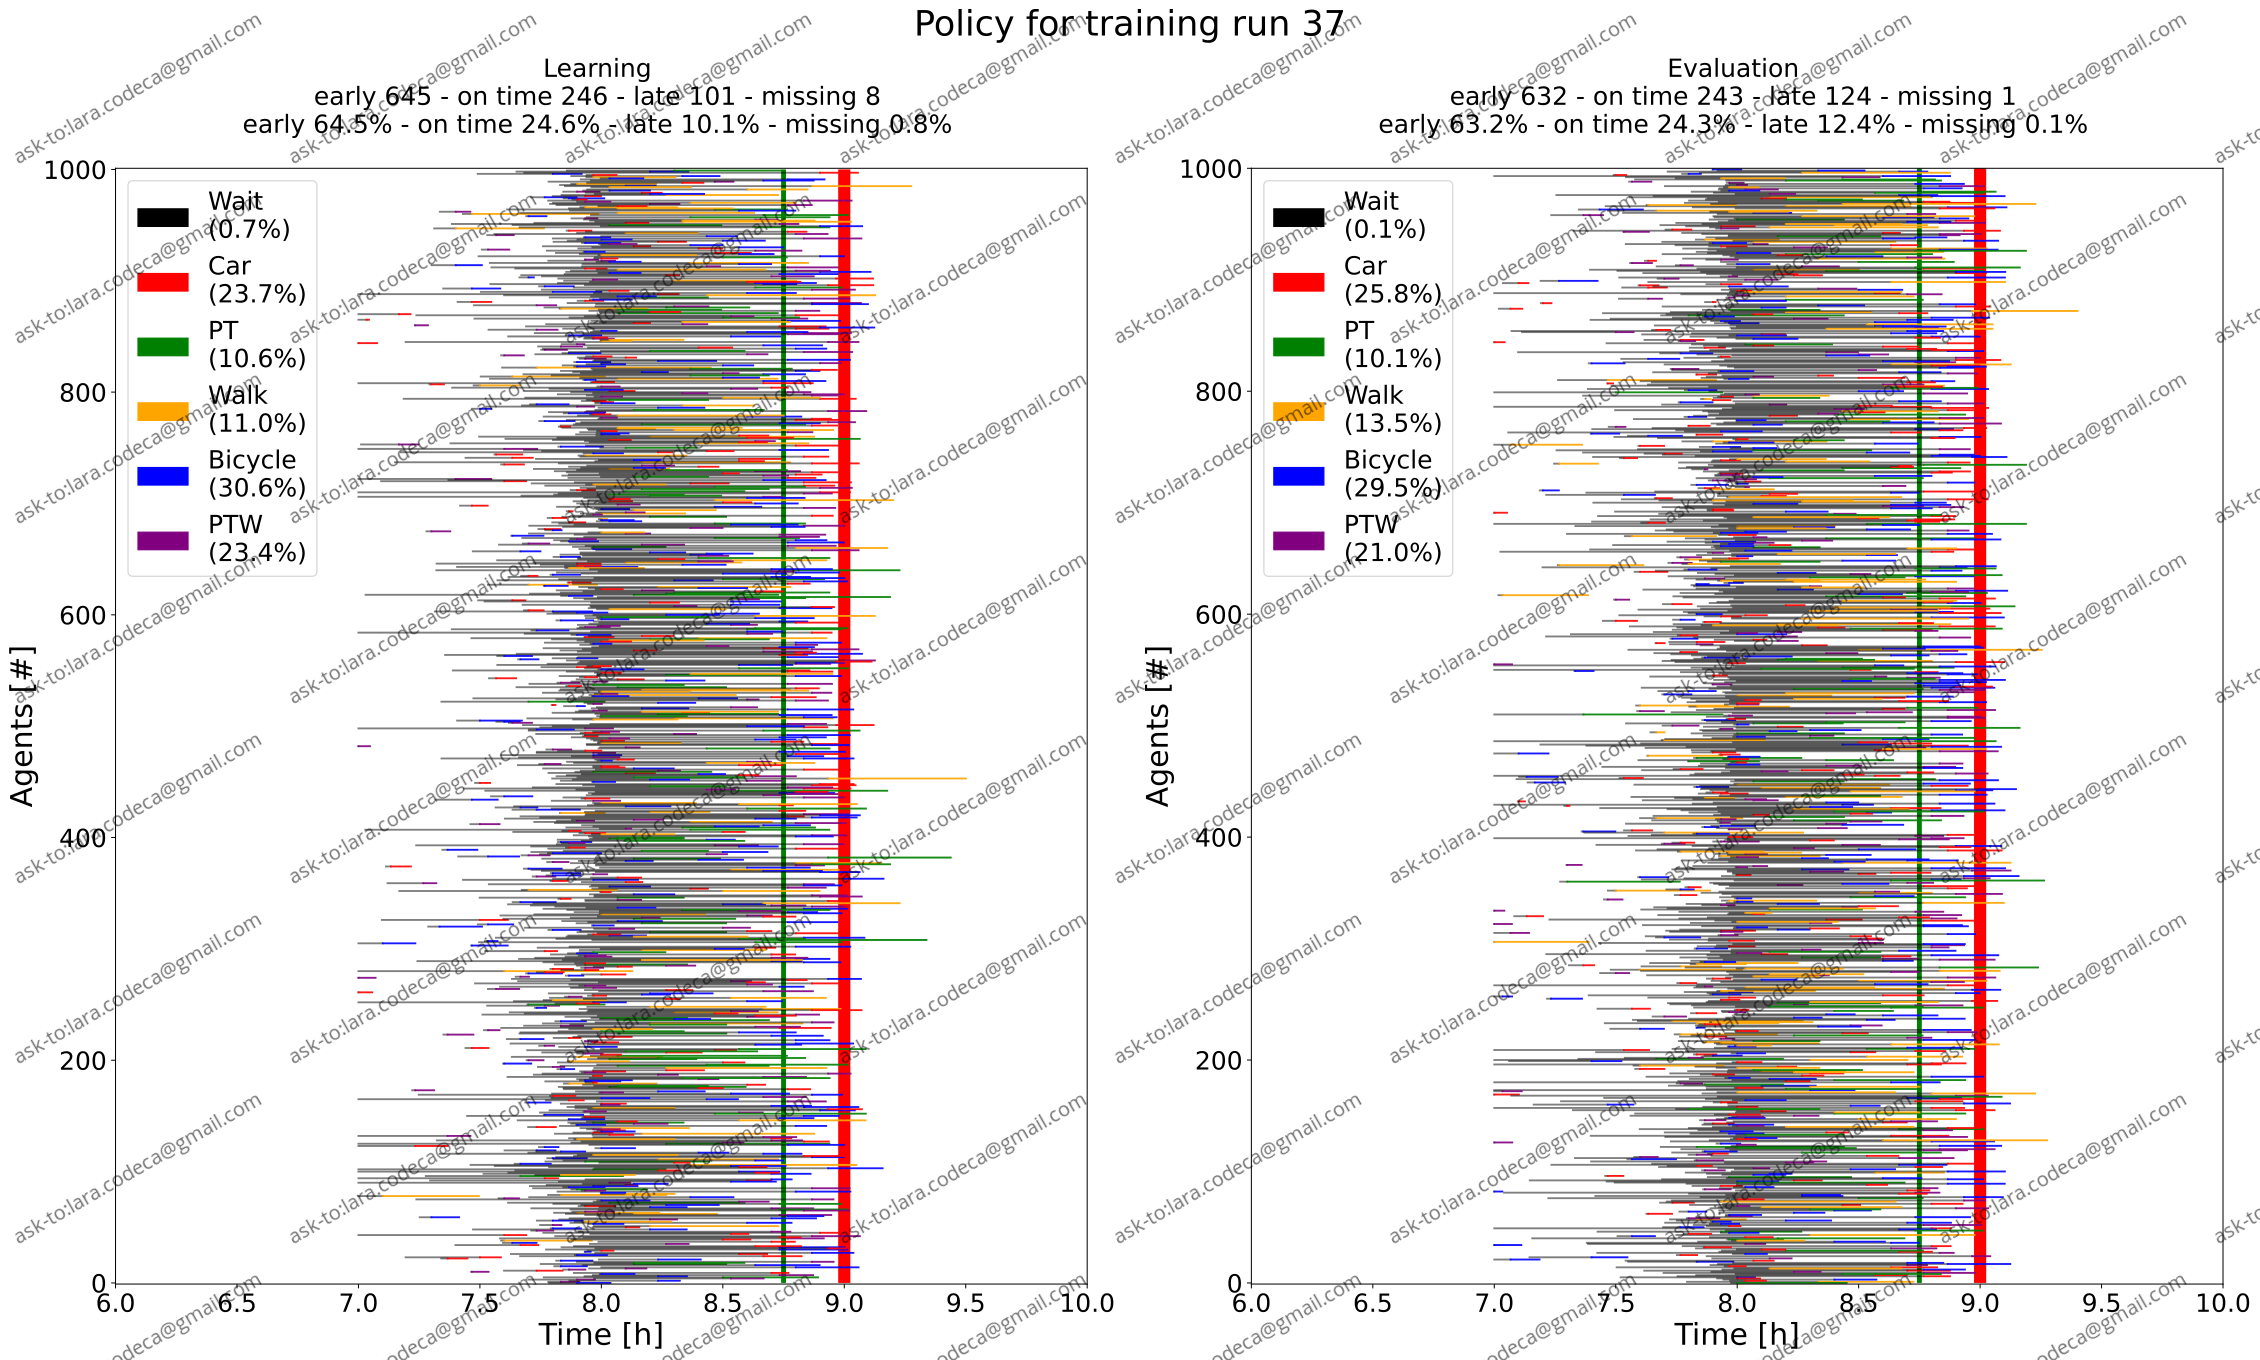 Policy for training run 37
Learning
early 645 - on time 246 - late 101 - missing 8
early 64.5% - on time 24.6% - late 10.1% - missing 0.8%
1000
800
600
400
200
0
Agents [#]
Wait
(0.7%)
Car
(23.7%)
PT
(10.6%)
Walk
(11.0%)
Bicycle
(30.6%)
PTW
(23.4%)
6.0 6.5 7.0 7.5 8.0 8.5 9.0 9.5 10.0
Time [h]
Evaluation
early 632 - on time 243 - late 124 - missing 1
early 63.2% - on time 24.3% - late 12.4% - missing 0.1%
1000
800
600
400
200
0
Agents [#]
Wait
(0.1%)
Car
(25.8%)
PT
(10.1%)
Walk
(13.5%)
Bicycle
(29.5%)
PTW
(21.0%)
6.0 6.5 7.0 7.5 8.0 8.5 9.0 9.5 10.0
Time [h]
ask-to:lara.codeca@gmail.com